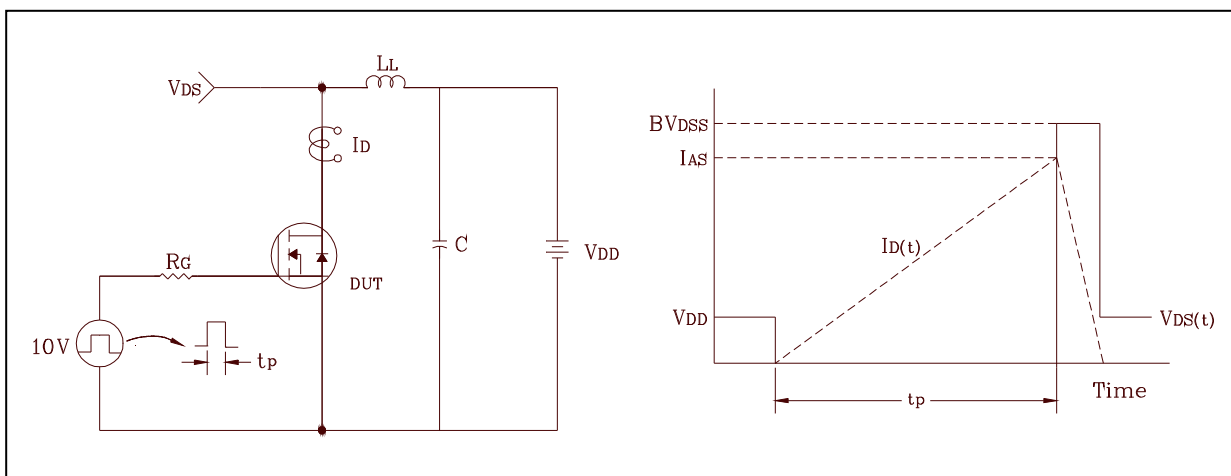 LL
VDS
ID
RG
DUT
C
VDD
10V
tp
BVDSS
IAS
ID(t)
VDD
VDS(t)
Time
tp